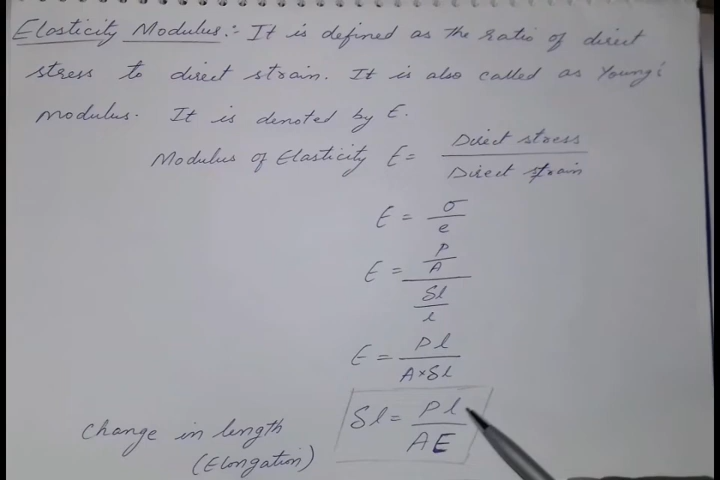 Elasticity Modulus:- It is defined as the ratio of direct
stress to direct strain. It is also called as Young's
modulus. It is denoted by E.
Modulus of Elasticity E = Direct stress / Direct strain
E = σ / e
E = (P / A) / (δl / l)
E = Pl / A×δl
Change in length (Elongation) δl = Pl / AE